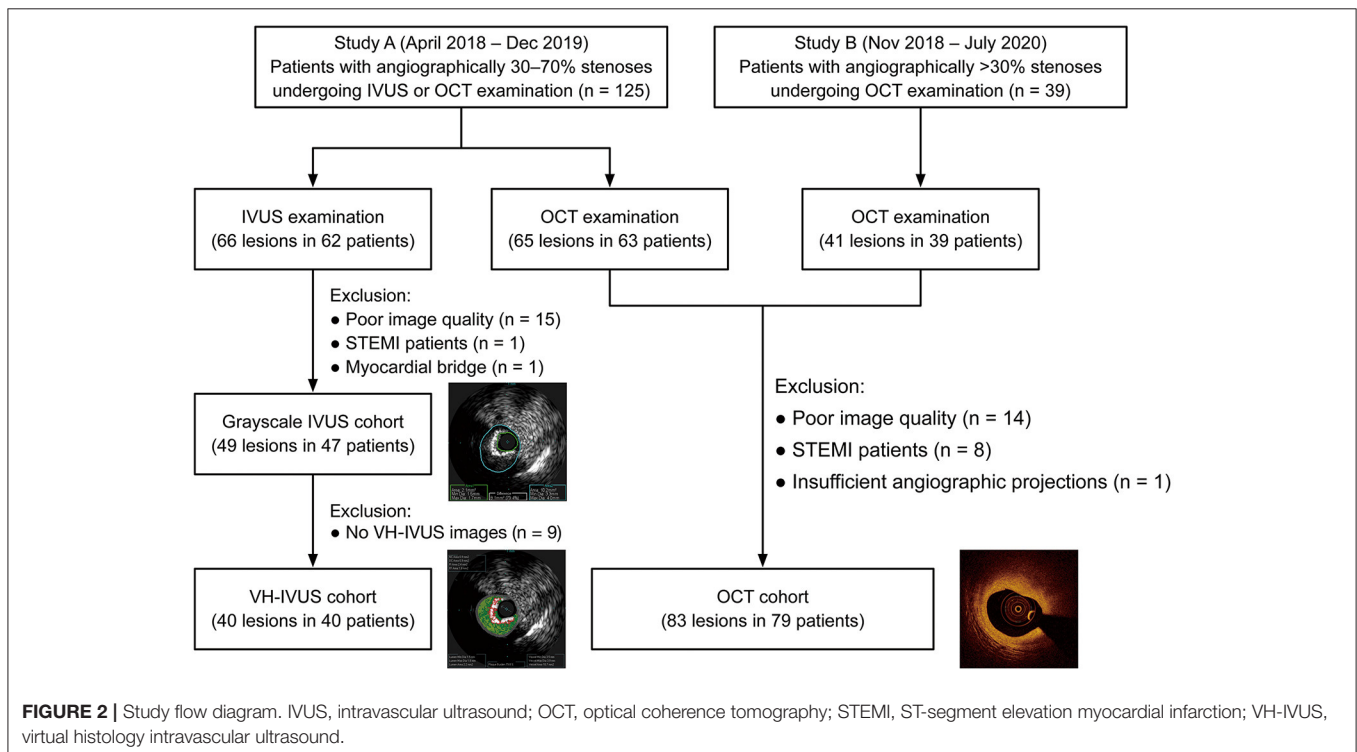 Study A (April 2018 – Dec 2019)
Patients with angiographically 30–70% stenoses
undergoing IVUS or OCT examination (n = 125)
Study B (Nov 2018 – July 2020)
Patients with angiographically >30% stenoses
undergoing OCT examination (n = 39)
IVUS examination
(66 lesions in 62 patients)
OCT examination
(65 lesions in 63 patients)
OCT examination
(41 lesions in 39 patients)
Exclusion:
● Poor image quality (n = 15)
● STEMI patients (n = 1)
● Myocardial bridge (n = 1)
Exclusion:
● Poor image quality (n = 14)
● STEMI patients (n = 8)
● Insufficient angiographic projections (n = 1)
Grayscale IVUS cohort
(49 lesions in 47 patients)
Exclusion:
● No VH-IVUS images (n = 9)
VH-IVUS cohort
(40 lesions in 40 patients)
OCT cohort
(83 lesions in 79 patients)
FIGURE 2 | Study flow diagram. IVUS, intravascular ultrasound; OCT, optical coherence tomography; STEMI, ST-segment elevation myocardial infarction; VH-IVUS,
virtual histology intravascular ultrasound.